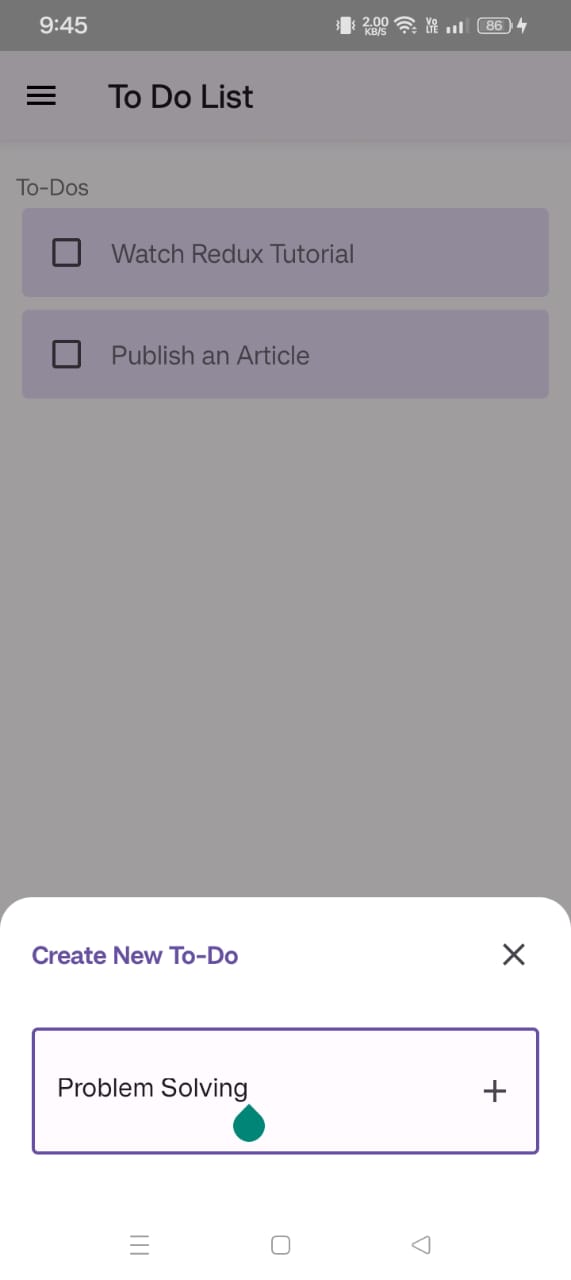 9:45 2.00 KB/S Vo LTE 86
To Do List
To-Dos
Watch Redux Tutorial
Publish an Article
Create New To-Do
Problem Solving